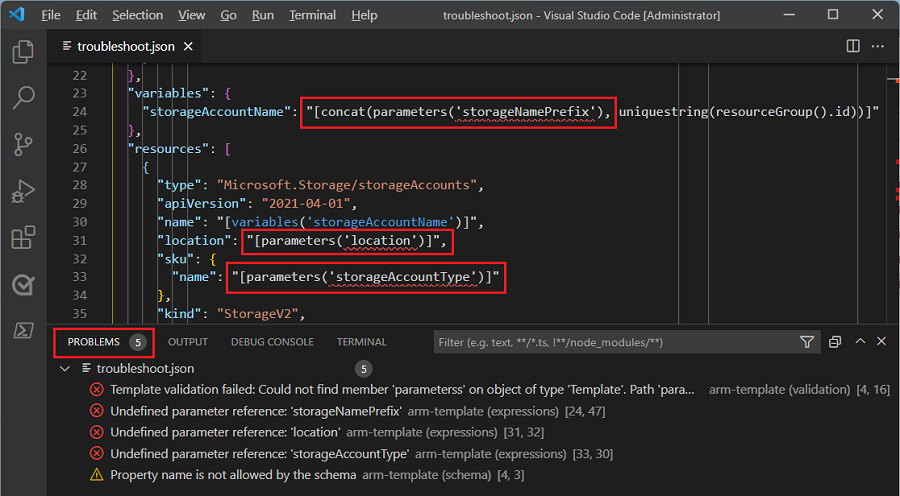 File Edit Selection View Go Run Terminal Help troubleshoot.json - Visual Studio Code [Administrator]
troubleshoot.json
22 },
23 "variables": {
24 "storageAccountName": "[concat(parameters('storageNamePrefix'), uniquestring(resourceGroup().id))]"
25 },
26 "resources": [
27 {
28 "type": "Microsoft.Storage/storageAccounts",
29 "apiVersion": "2021-04-01",
30 "name": "[variables('storageAccountName')]",
31 "location": "[parameters('location')]",
32 "sku": {
33 "name": "[parameters('storageAccountType')]"
34 },
35 "kind": "StorageV2",
PROBLEMS 5 OUTPUT DEBUG CONSOLE TERMINAL Filter (e.g. text, **/*.ts, !**/node_modules/**)
troubleshoot.json 5
Template validation failed: Could not find member 'parameterss' on object of type 'Template'. Path 'para... arm-template (validation) [4, 16]
Undefined parameter reference: 'storageNamePrefix' arm-template (expressions) [24, 47]
Undefined parameter reference: 'location' arm-template (expressions) [31, 32]
Undefined parameter reference: 'storageAccountType' arm-template (expressions) [33, 30]
Property name is not allowed by the schema arm-template (schema) [4, 3]